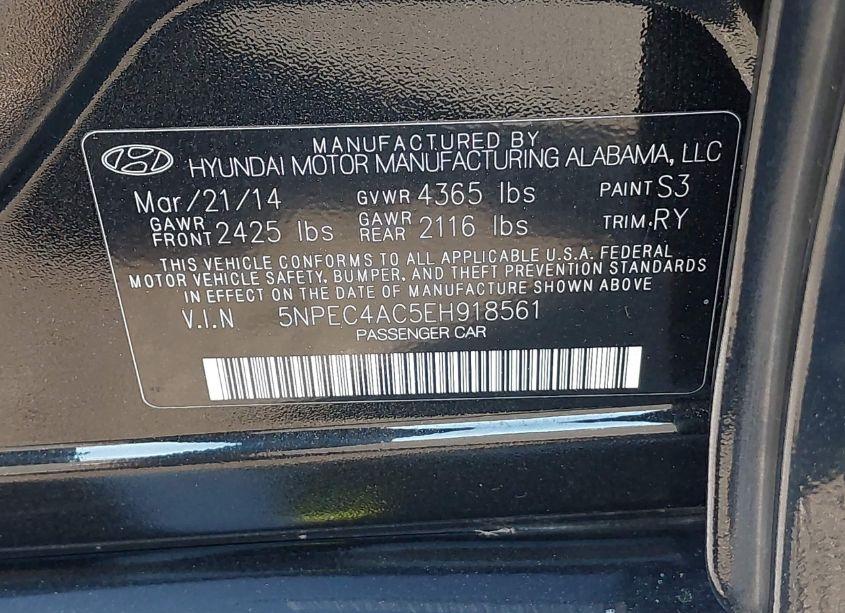 MANUFACTURED BY
HYUNDAI MOTOR MANUFACTURING ALABAMA, LLC
Mar/21/14 GVWR 4365 lbs PAINT S3
GAWR FRONT 2425 lbs GAWR REAR 2116 lbs TRIM.RY
THIS VEHICLE CONFORMS TO ALL APPLICABLE U.S.A. FEDERAL
MOTOR VEHICLE SAFETY, BUMPER, AND THEFT PREVENTION STANDARDS
IN EFFECT ON THE DATE OF MANUFACTURE SHOWN ABOVE
V.I.N 5NPEC4AC5EH918561
PASSENGER CAR